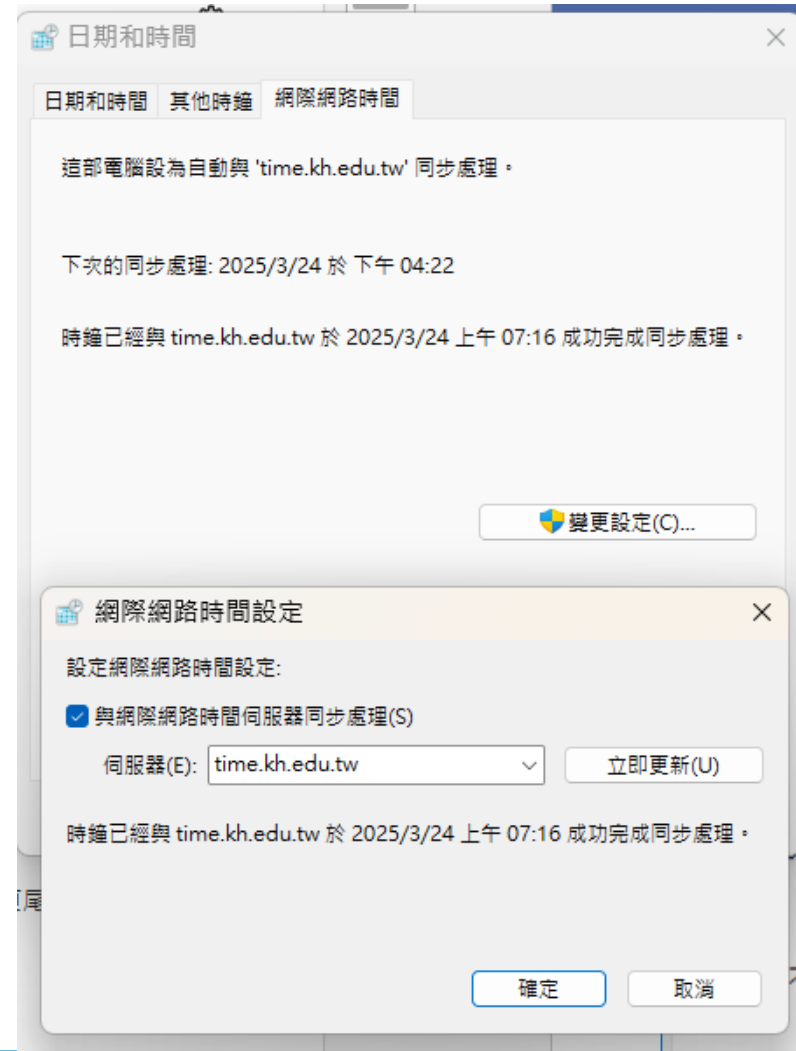 日期和時間
日期和時間 其他時鐘 網際網路時間
這部電腦設為自動與 'time.kh.edu.tw' 同步處理。
下次的同步處理: 2025/3/24 於 下午 04:22
時鐘已經與 time.kh.edu.tw 於 2025/3/24 上午 07:16 成功完成同步處理。
變更設定(C)...
網際網路時間設定
設定網際網路時間設定:
與網際網路時間伺服器同步處理(S)
伺服器(E): time.kh.edu.tw 立即更新(U)
時鐘已經與 time.kh.edu.tw 於 2025/3/24 上午 07:16 成功完成同步處理。
尾
確定 取消